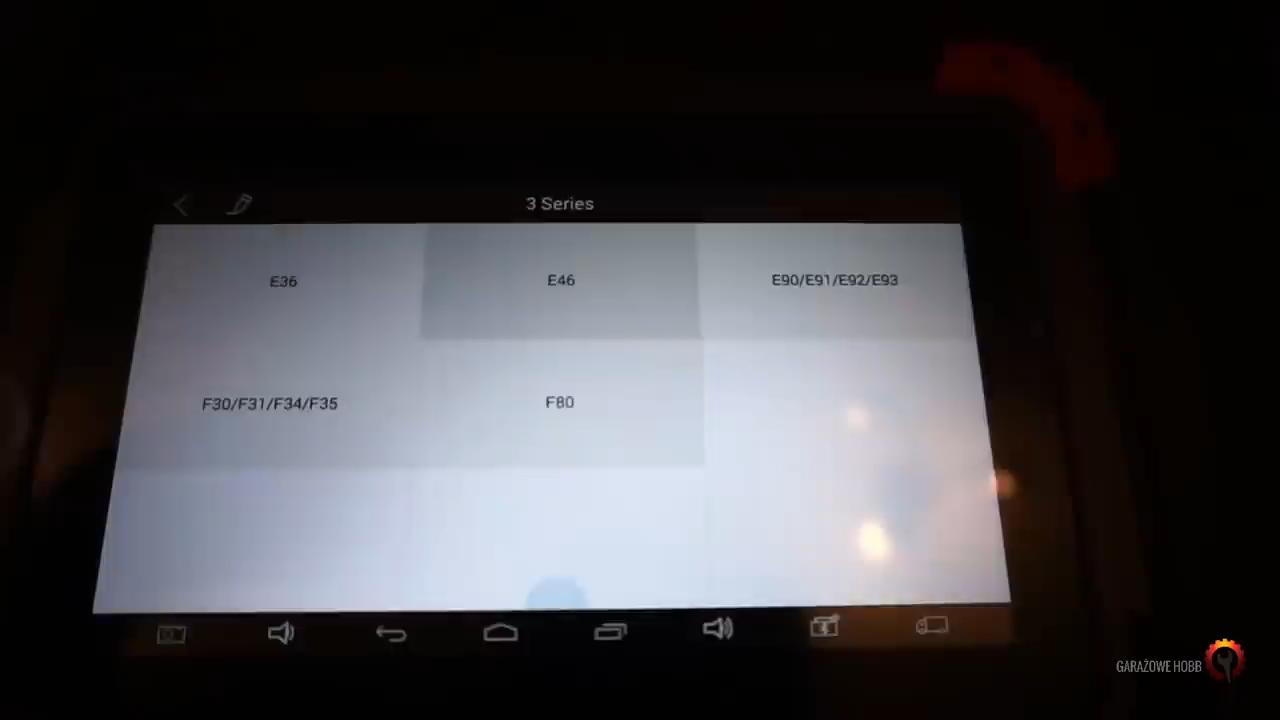 3 Series
E36
E46
E90/E91/E92/E93
F30/F31/F34/F35
F80
GARAŻOWE HOBB